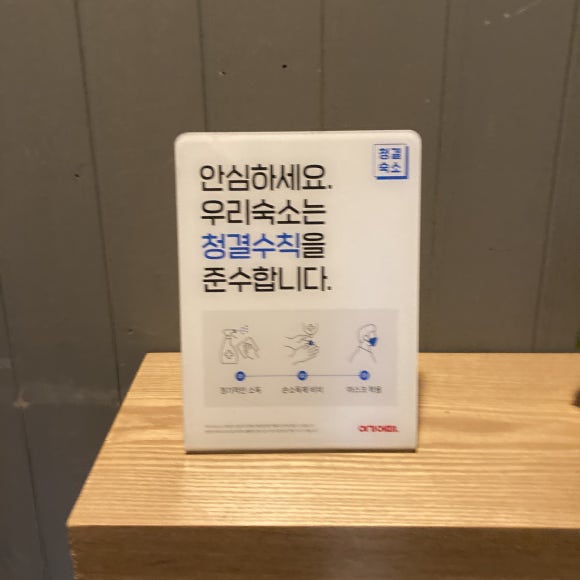 청결
숙소
안심하세요.
우리숙소는
청결수칙을
준수합니다.
정기적인 소독
손소독제 비치
마스크 착용
여기어때.